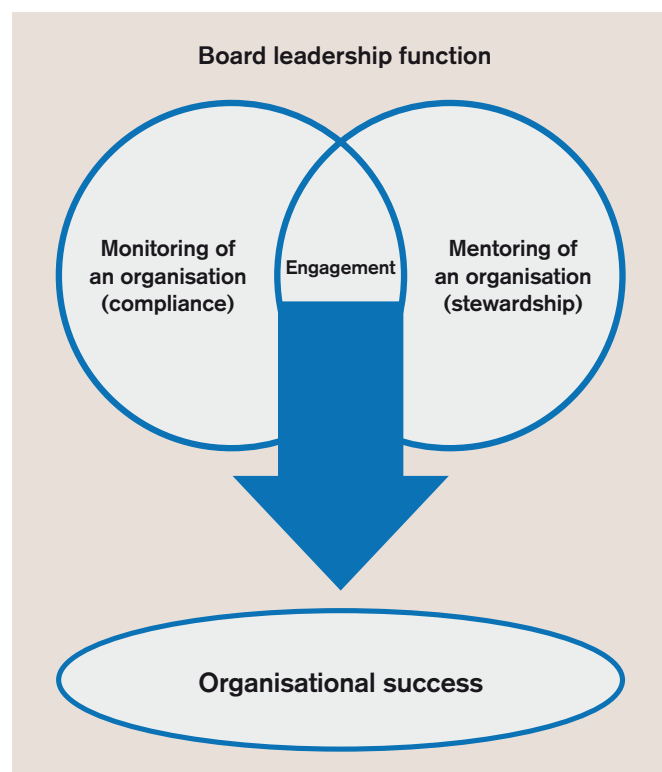 Board leadership function
Monitoring of
an organisation
(compliance)
Engagement
Mentoring of
an organisation
(stewardship)
Organisational success